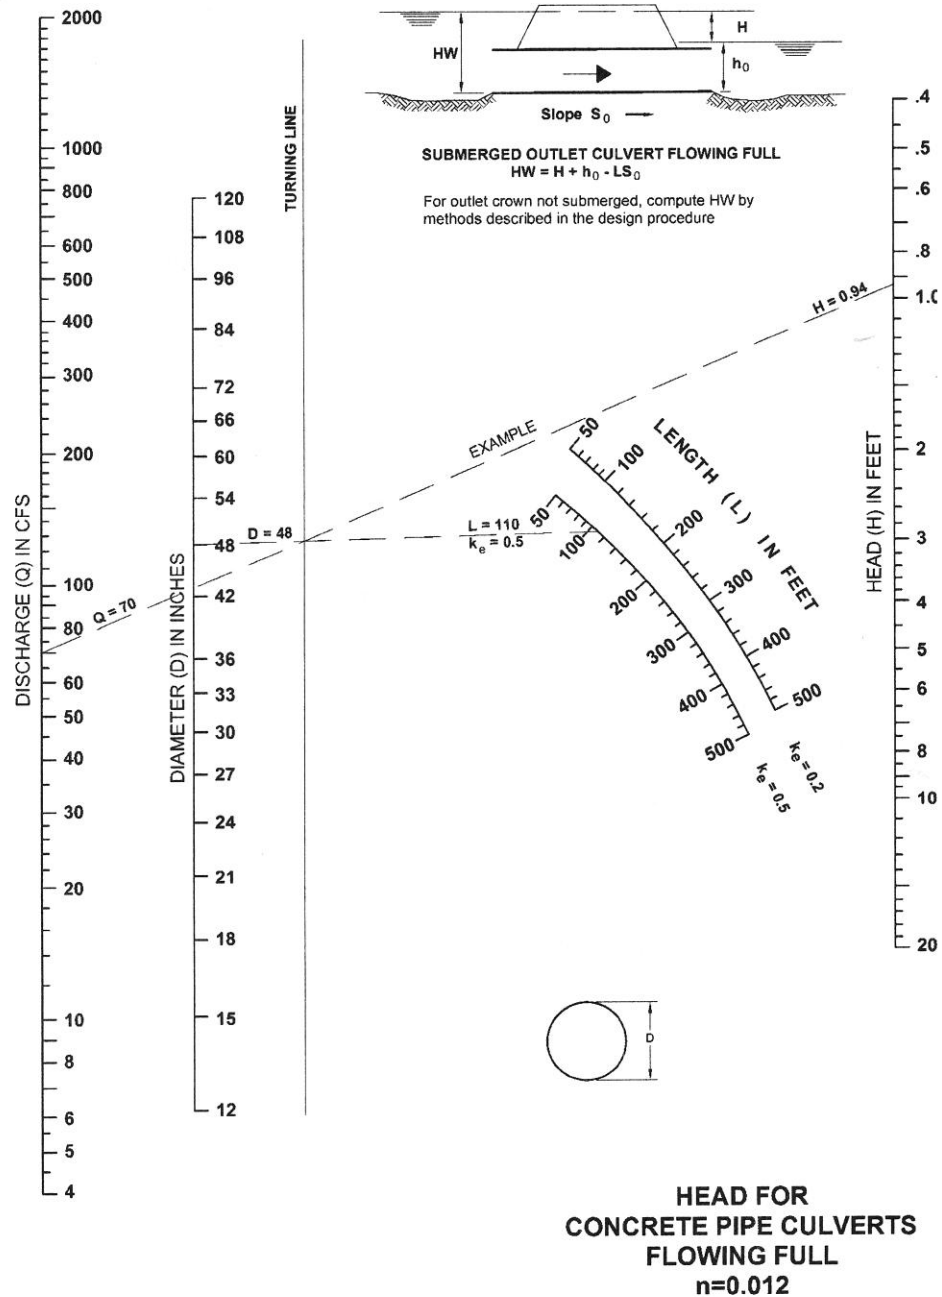 HW
H
h0
Slope S0
SUBMERGED OUTLET CULVERT FLOWING FULL
HW = H + h0 - LS0
For outlet crown not submerged, compute HW by
methods described in the design procedure
DISCHARGE (Q) IN CFS
2000
1000
800
600
500
400
300
200
100
80
60
50
40
30
20
10
8
6
5
4
DIAMETER (D) IN INCHES
120
108
96
84
72
66
60
54
48
42
36
33
30
27
24
21
18
15
12
TURNING LINE
Q = 70
D = 48
EXAMPLE
H = 0.94
L = 110
ke = 0.5
LENGTH (L) IN FEET
50
100
200
300
400
500
ke = 0.2
50
100
200
300
400
500
ke = 0.5
HEAD (H) IN FEET
.4
.5
.6
.8
1.0
2
3
4
5
6
8
10
20
D
HEAD FOR
CONCRETE PIPE CULVERTS
FLOWING FULL
n=0.012